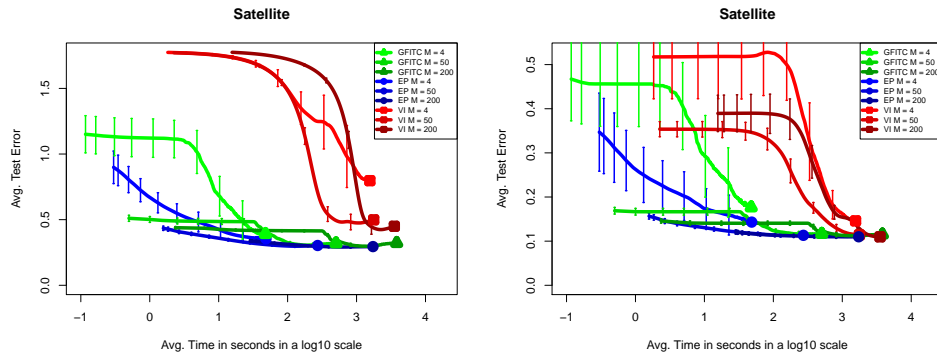 Satellite
Avg. Test Error
0.0 0.5 1.0 1.5
−1 0 1 2 3 4
Avg. Time in seconds in a log10 scale
GFITC M = 4
GFITC M = 50
GFITC M = 200
EP M = 4
EP M = 50
EP M = 200
VI M = 4
VI M = 50
VI M = 200
Satellite
Avg. Test Error
0.0 0.1 0.2 0.3 0.4 0.5
−1 0 1 2 3 4
Avg. Time in seconds in a log10 scale
GFITC M = 4
GFITC M = 50
GFITC M = 200
EP M = 4
EP M = 50
EP M = 200
VI M = 4
VI M = 50
VI M = 200